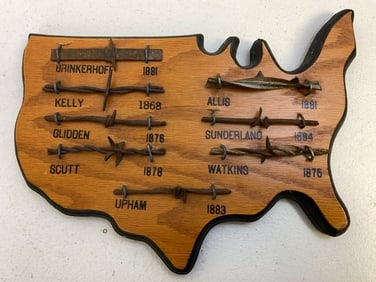 BRINKERHOFF 1881
KELLY 1868
GLIDDEN 1876
SCUTT 1878
UPHAM 1883
ALLIS 1881
SUNDERLAND 1884
WATKINS 1876